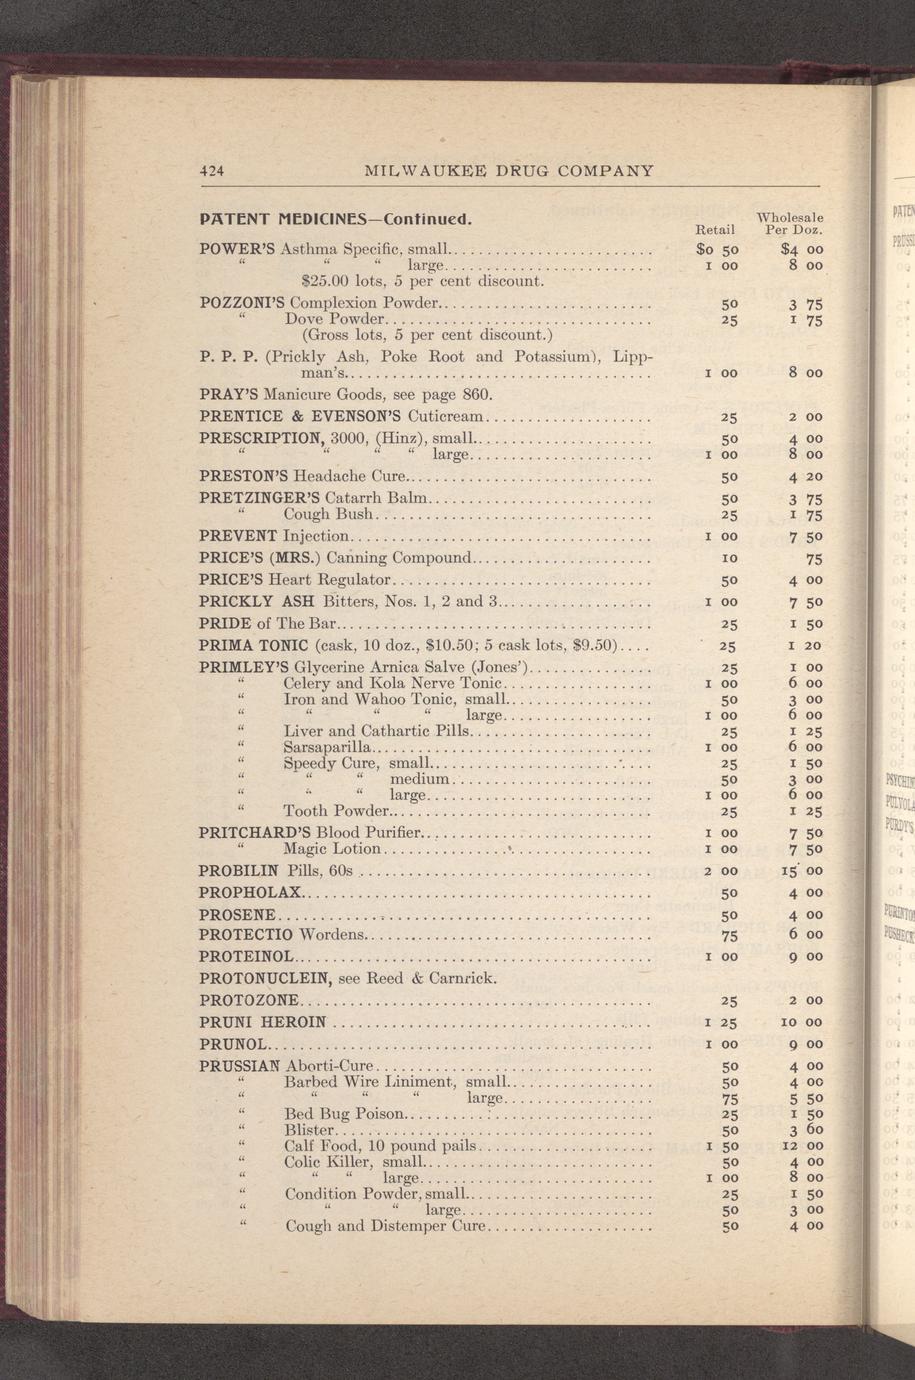 424 MILWAUKEE DRUG COMPANY
PATENT MEDICINES—Continued.
Wholesale
Retail Per Doz.
POWER'S Asthma Specific, small.......................... $0 50 $4 00
" " " large.......................... 1 00 8 00
$25.00 lots, 5 per cent discount.
POZZONI'S Complexion Powder.......................... 50 3 75
" Dove Powder.......................... 25 1 75
(Gross lots, 5 per cent discount.)
P. P. P. (Prickly Ash, Poke Root and Potassium), Lipp-
man's.......................... 1 00 8 00
PRAY'S Manicure Goods, see page 860.
PRENTICE & EVENSON'S Cuticream.................... 25 2 00
PRESCRIPTION, 3000, (Hinz), small..................... 50 4 00
" " " " large...................... 1 00 8 00
PRESTON'S Headache Cure.......................... 50 4 20
PRETZINGER'S Catarrh Balm.......................... 50 3 75
" Cough Bush.......................... 25 1 75
PREVENT Injection.......................... 1 00 7 50
PRICE'S (MRS.) Canning Compound...................... 10 75
PRICE'S Heart Regulator.......................... 50 4 00
PRICKLY ASH Bitters, Nos. 1, 2 and 3................... 1 00 7 50
PRIDE of The Bar.......................... 25 1 50
PRIMA TONIC (cask, 10 doz., $10.50; 5 cask lots, $9.50).... 25 1 20
PRIMLEY'S Glycerine Arnica Salve (Jones')............... 25 1 00
" Celery and Kola Nerve Tonic.................. 1 00 6 00
" Iron and Wahoo Tonic, small................. 50 3 00
" " " " large.................. 1 00 6 00
" Liver and Cathartic Pills...................... 25 1 25
" Sarsaparilla.......................... 1 00 6 00
" Speedy Cure, small.......................... 25 1 50
" " " medium........................ 50 3 00
" " " large.......................... 1 00 6 00
" Tooth Powder.......................... 25 1 25
PRITCHARD'S Blood Purifier.......................... 1 00 7 50
" Magic Lotion.......................... 1 00 7 50
PROBILIN Pills, 60s .......................... 2 00 15 00
PROPHOLAX.......................... 50 4 00
PROSENE.......................... 50 4 00
PROTECTIO Wordens.......................... 75 6 00
PROTEINOL.......................... 1 00 9 00
PROTONUCLEIN, see Reed & Carnrick.
PROTOZONE.......................... 25 2 00
PRUNI HEROIN .......................... 1 25 10 00
PRUNOL.......................... 1 00 9 00
PRUSSIAN Aborti-Cure.......................... 50 4 00
" Barbed Wire Liniment, small................. 50 4 00
" " " " large.................. 75 5 50
" Bed Bug Poison.......................... 25 1 50
" Blister.......................... 50 3 60
" Calf Food, 10 pound pails..................... 1 50 12 00
" Colic Killer, small.......................... 50 4 00
" " " large.......................... 1 00 8 00
" Condition Powder, small...................... 25 1 50
" " " large....................... 50 3 00
" Cough and Distemper Cure.................... 50 4 00